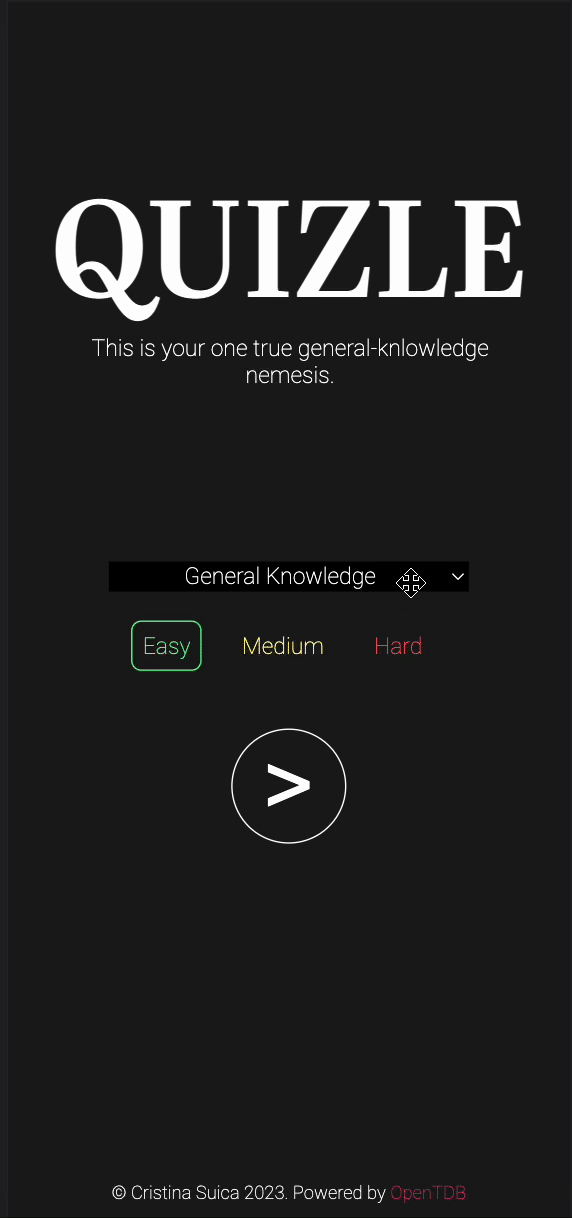 QUIZLE
This is your one true general-knlowledge
nemesis.
General Knowledge
Easy Medium Hard
>
© Cristina Suica 2023. Powered by OpenTDB